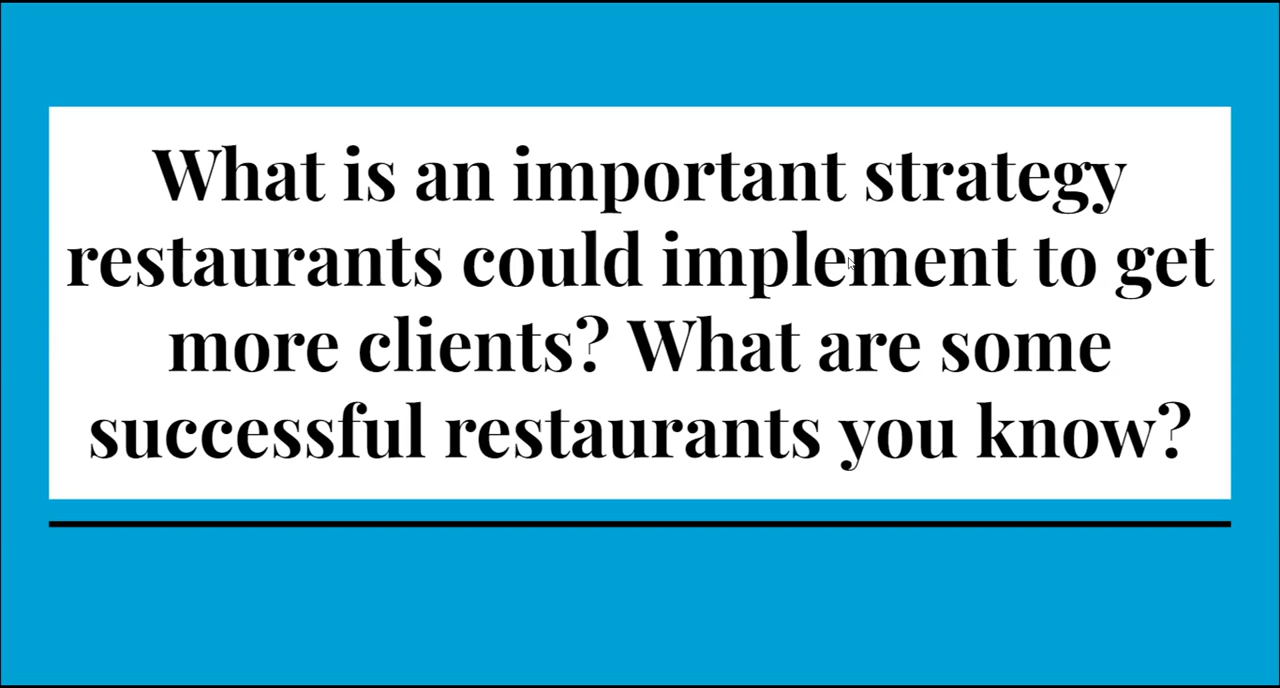 What is an important strategy
restaurants could implement to get
more clients? What are some
successful restaurants you know?